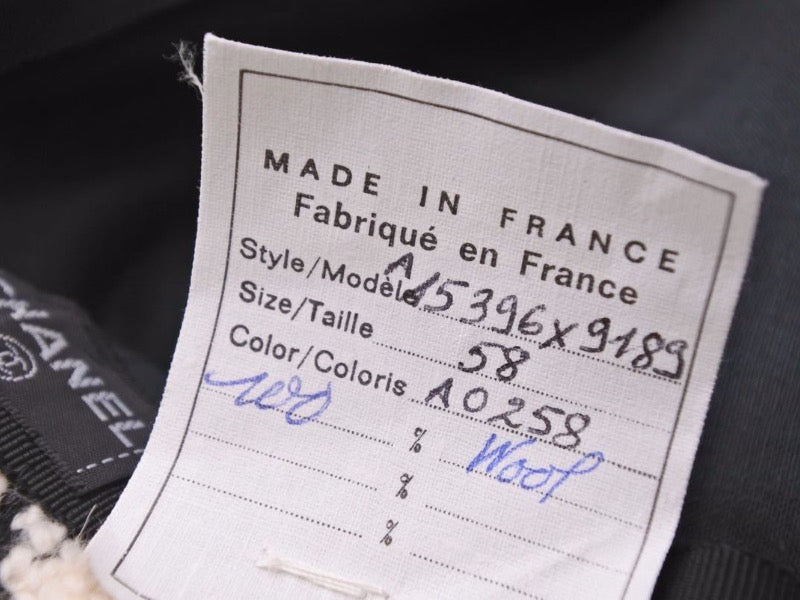 MADE IN FRANCE
Fabriqué en France
Style/Modèle A15396x9189
Size/Taille 58
Color/Coloris A0258
100 % Wool
%
%
CHANEL